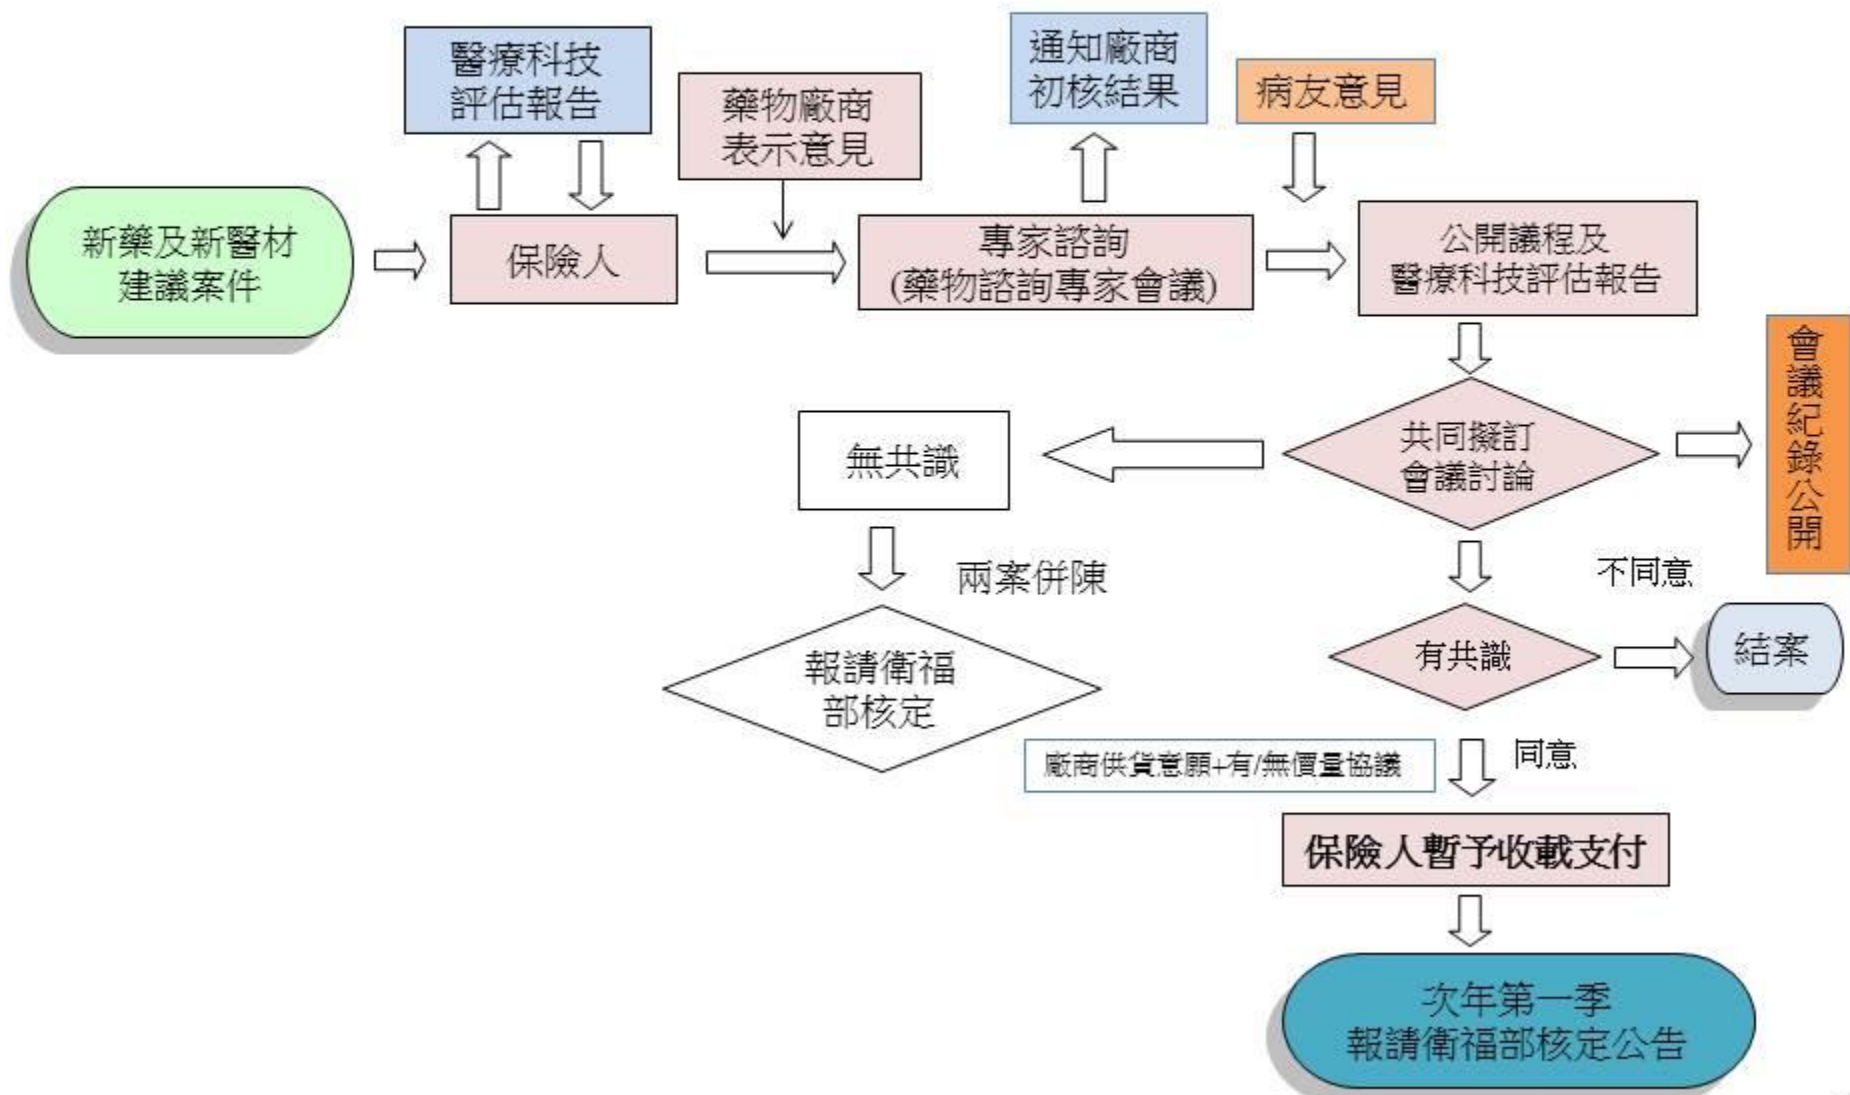 醫療科技
評估報告
藥物廠商
表示意見
通知廠商
初核結果
病友意見
新藥及新醫材
建議案件
保險人
專家諮詢
(藥物諮詢專家會議)
公開議程及
醫療科技評估報告
會議紀錄公開
共同擬訂
會議討論
無共識
兩案併陳
不同意
報請衛福
部核定
有共識
結案
廠商供貨意願+有/無價量協議
同意
保險人暫予收載支付
次年第一季
報請衛福部核定公告